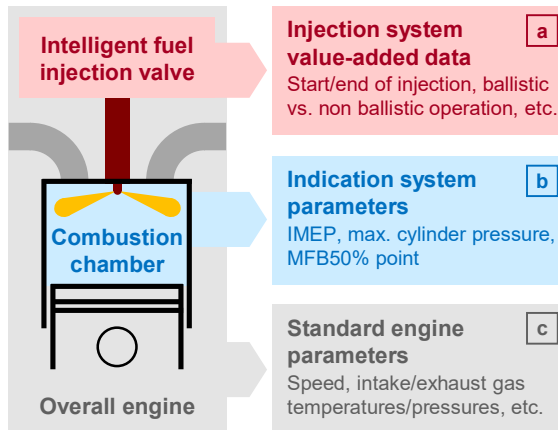 Intelligent fuel
injection valve
Injection system
value-added data
a
Start/end of injection, ballistic
vs. non ballistic operation, etc.
Combustion
chamber
Indication system
parameters
b
IMEP, max. cylinder pressure,
MFB50% point
Overall engine
Standard engine
parameters
c
Speed, intake/exhaust gas
temperatures/pressures, etc.